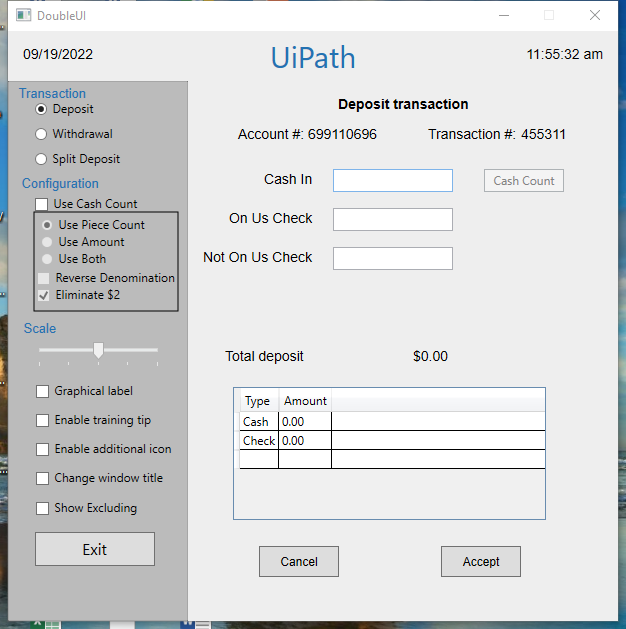 DoubleUI
09/19/2022
UiPath
11:55:32 am
Transaction
Deposit
Withdrawal
Split Deposit
Configuration
Use Cash Count
Use Piece Count
Use Amount
Use Both
Reverse Denomination
Eliminate $2
Scale
Graphical label
Enable training tip
Enable additional icon
Change window title
Show Excluding
Exit
Deposit transaction
Account #: 699110696 Transaction #: 455311
Cash In
Cash Count
On Us Check
Not On Us Check
Total deposit $0.00
Type Amount
Cash 0.00
Check 0.00
Cancel Accept